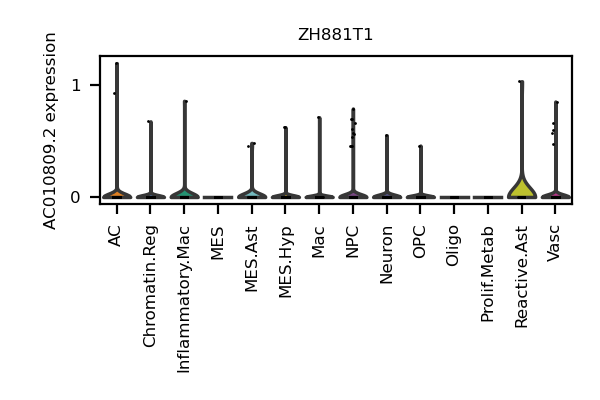 ZH881T1
AC010809.2 expression
1
0
AC
Chromatin.Reg
Inflammatory.Mac
MES
MES.Ast
MES.Hyp
Mac
NPC
Neuron
OPC
Oligo
Prolif.Metab
Reactive.Ast
Vasc